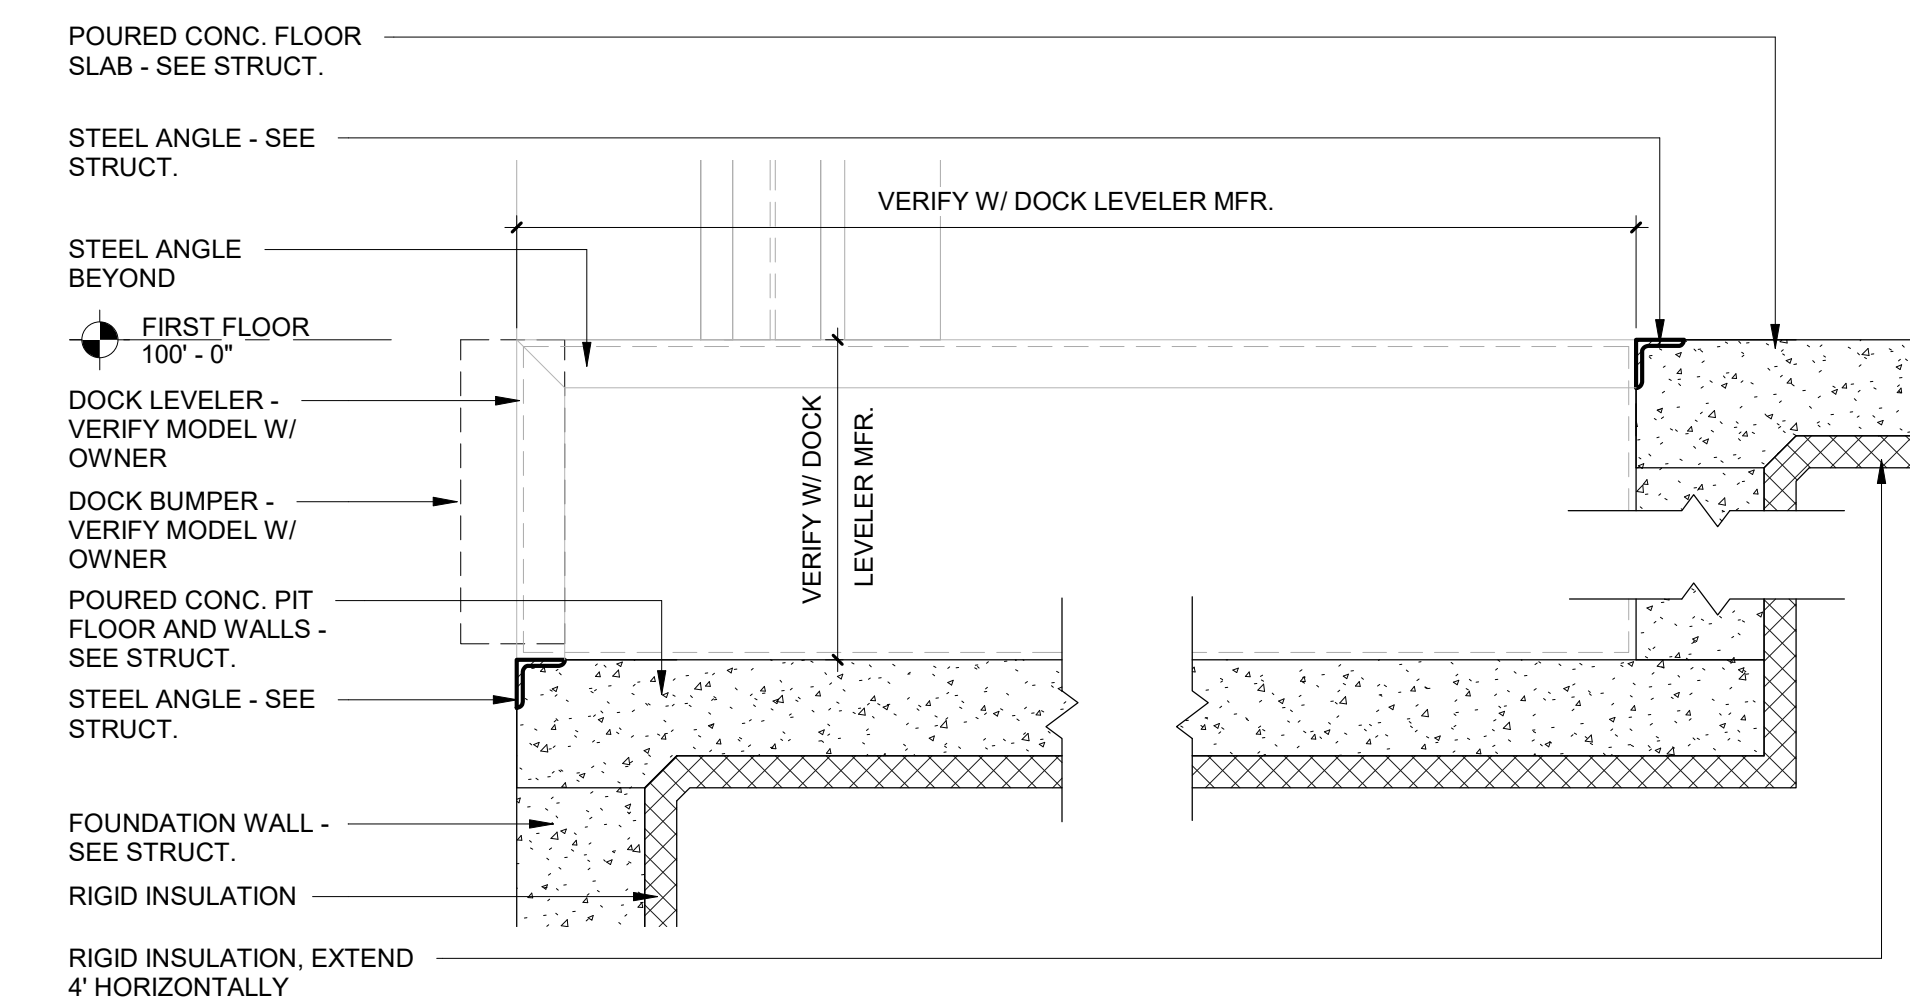 POURED CONC. FLOOR
SLAB - SEE STRUCT.
STEEL ANGLE - SEE
STRUCT.
VERIFY W/ DOCK LEVELER MFR.
STEEL ANGLE
BEYOND
FIRST FLOOR
100' - 0"
DOCK LEVELER -
VERIFY MODEL W/
OWNER
VERIFY W/ DOCK
LEVELER MFR.
DOCK BUMPER -
VERIFY MODEL W/
OWNER
POURED CONC. PIT
FLOOR AND WALLS -
SEE STRUCT.
STEEL ANGLE - SEE
STRUCT.
FOUNDATION WALL -
SEE STRUCT.
RIGID INSULATION
RIGID INSULATION, EXTEND
4' HORIZONTALLY